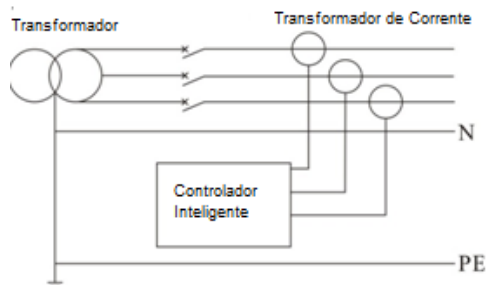 Transformador
Transformador de Corrente
N
Controlador
Inteligente
PE